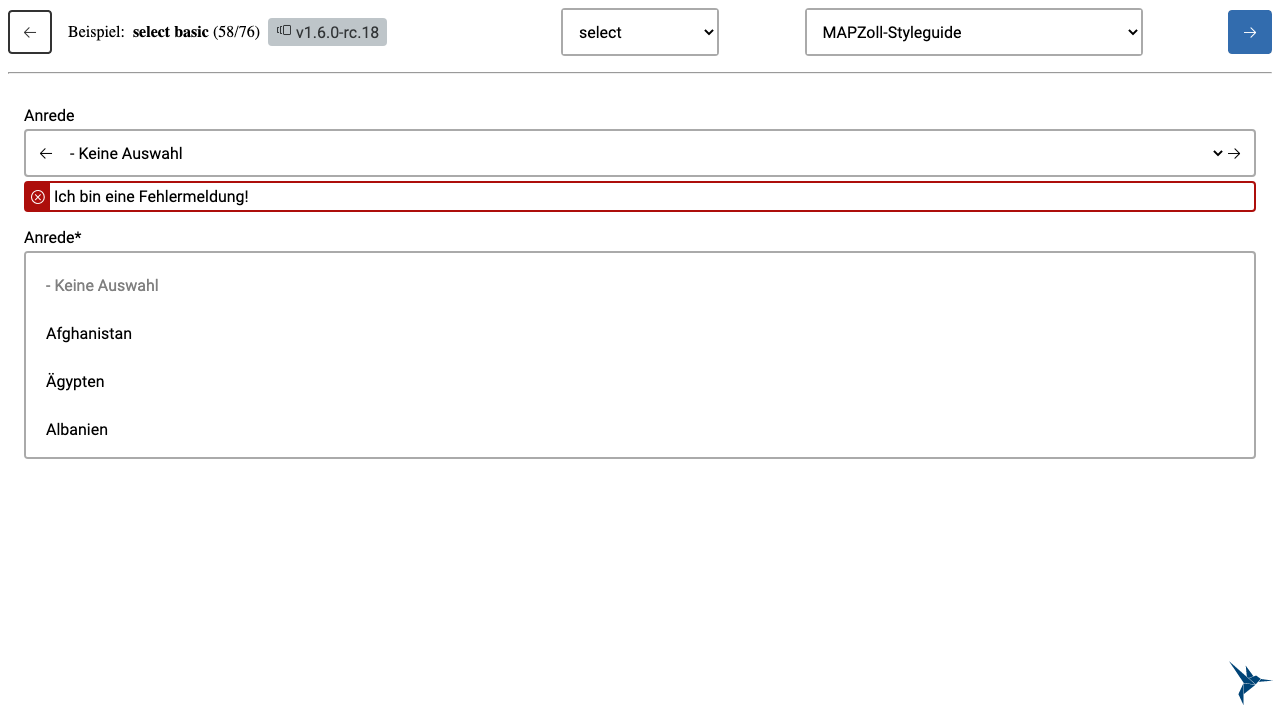 Beispiel: select basic (58/76) v1.6.0-rc.18 select MAPZoll-Styleguide
Anrede
- Keine Auswahl
Ich bin eine Fehlermeldung!
Anrede*
- Keine Auswahl
Afghanistan
Ägypten
Albanien